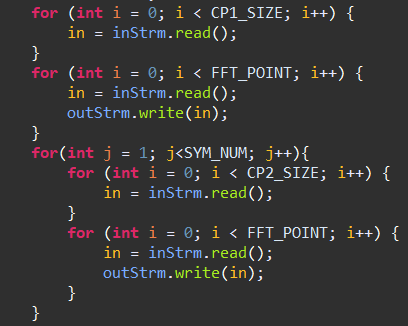 for (int i = 0; i < CP1_SIZE; i++) {
    in = inStrm.read();
}
for (int i = 0; i < FFT_POINT; i++) {
    in = inStrm.read();
    outStrm.write(in);
}
for(int j = 1; j<SYM_NUM; j++){
    for (int i = 0; i < CP2_SIZE; i++) {
        in = inStrm.read();
    }
    for (int i = 0; i < FFT_POINT; i++) {
        in = inStrm.read();
        outStrm.write(in);
    }
}